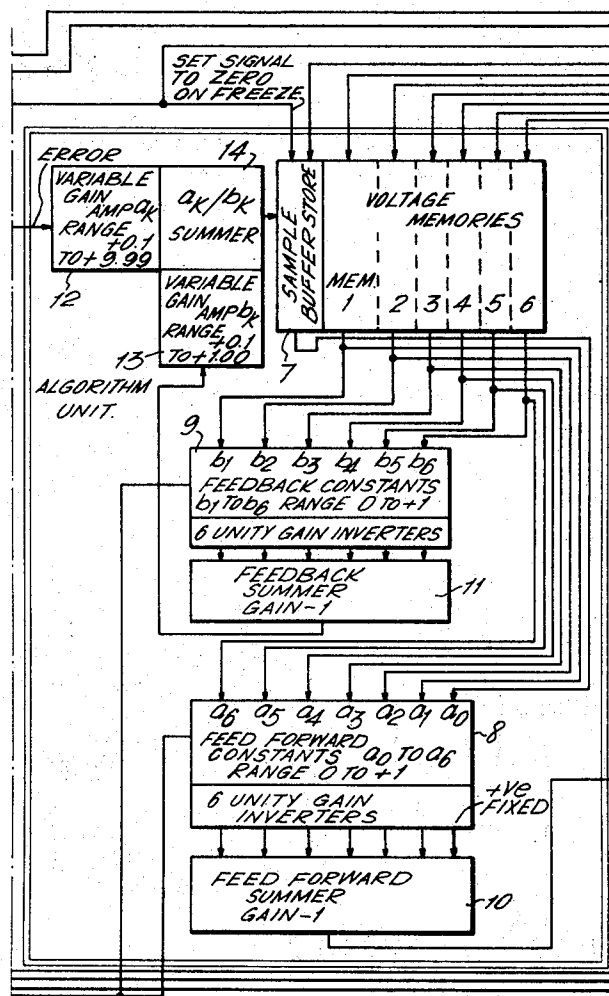 SET SIGNAL
TO ZERO
ON FREEZE
ERROR
14
VARIABLE
GAIN
AMP aK
RANGE
+0.1
TO+9.99
12
aK/bK
SUMMER
VARIABLE
GAIN
AMP bK
RANGE
+0.1
TO+1.00
13
SAMPLE
BUFFER STORE
7
VOLTAGE
MEMORIES
MEM.
1 2 3 4 5 6
ALGORITHM
UNIT.
9
b1 b2 b3 b4 b5 b6
FEEDBACK CONSTANTS
b1 TO b6 RANGE 0 TO+1
6 UNITY GAIN INVERTERS
FEEDBACK
SUMMER
GAIN-1
11
a6 a5 a4 a3 a2 a1 a0
8
FEED FORWARD
CONSTANTS a0 TO a6
RANGE 0 TO +1
6 UNITY GAIN
INVERTERS
+Ve
FIXED
FEED FORWARD
SUMMER
GAIN-1
10